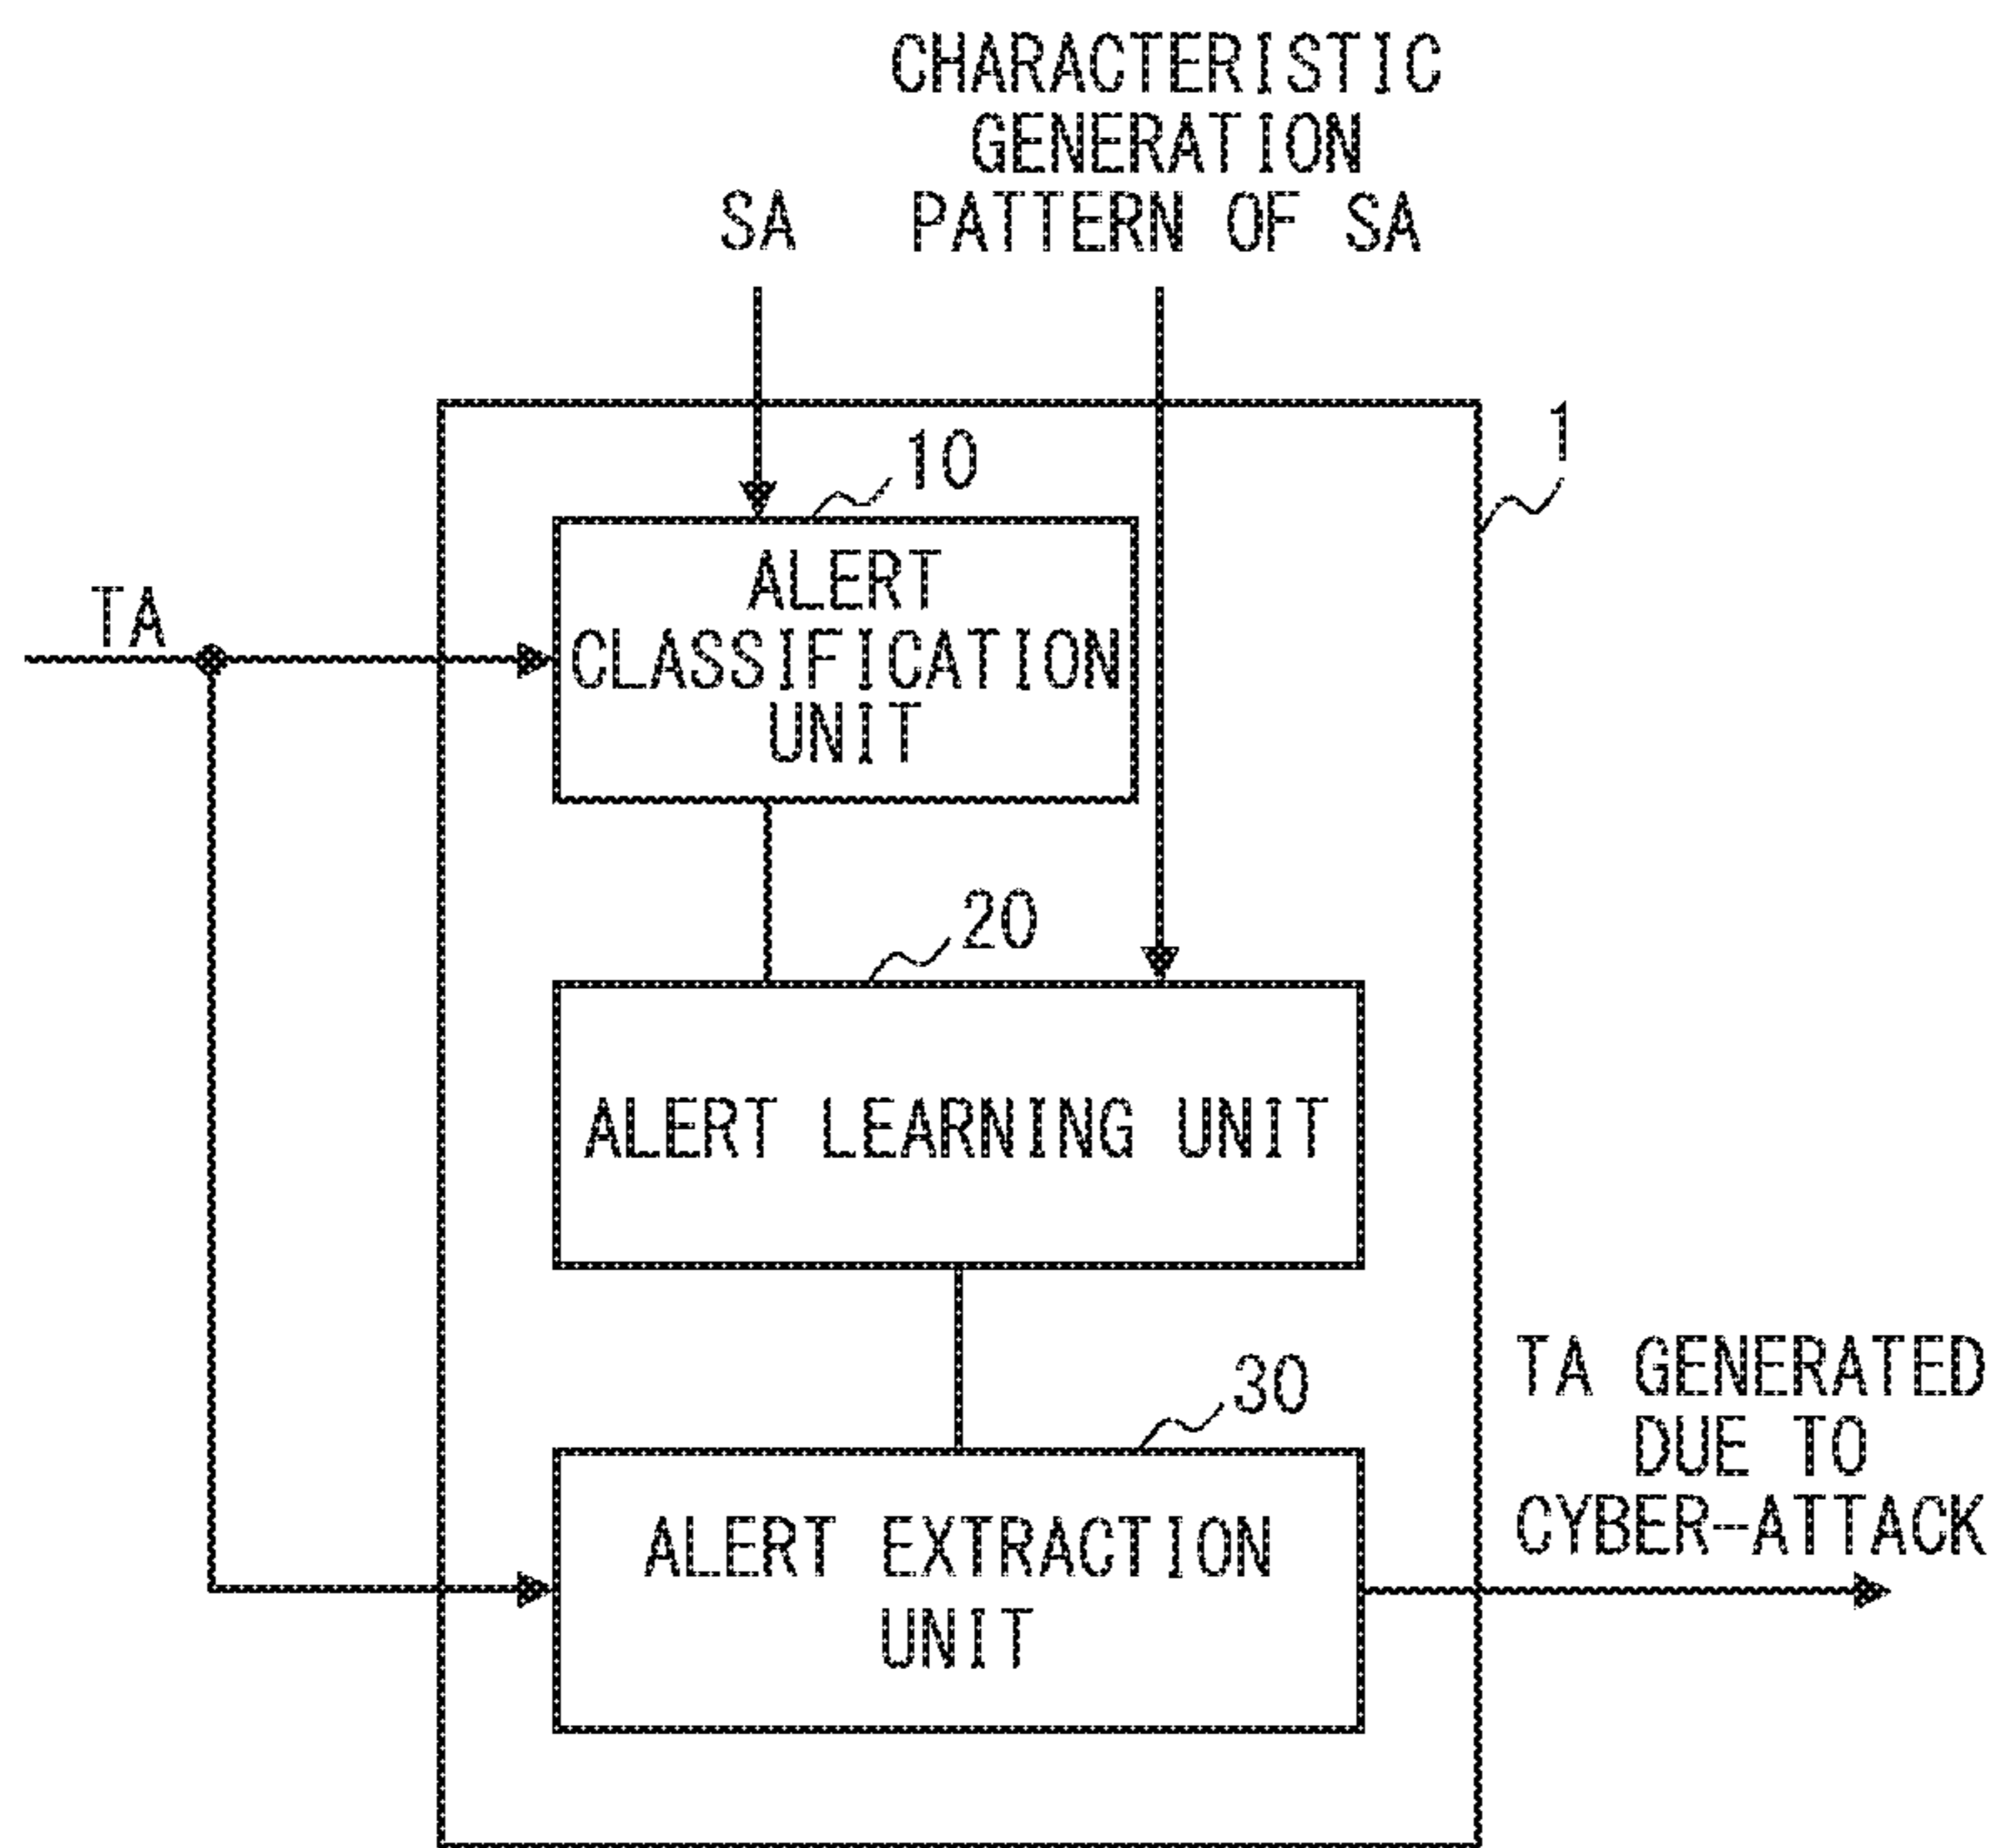 CHARACTERISTIC
GENERATION
PATTERN OF SA
SA
1
10
TA
ALERT
CLASSIFICATION
UNIT
20
ALERT LEARNING UNIT
30
ALERT EXTRACTION
UNIT
TA GENERATED
DUE TO
CYBER-ATTACK